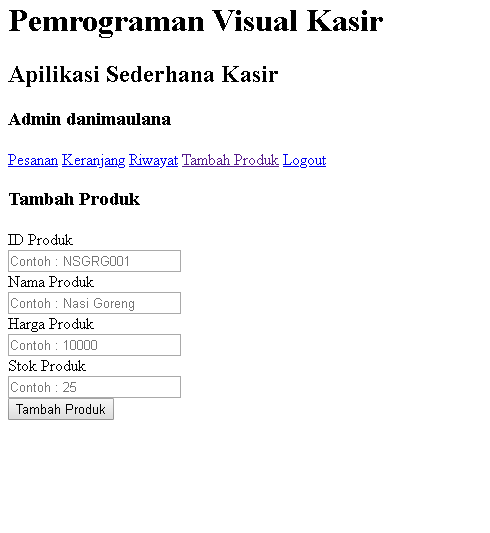 Pemrograman Visual Kasir
Apilikasi Sederhana Kasir
Admin danimaulana
Pesanan Keranjang Riwayat Tambah Produk Logout
Tambah Produk
ID Produk
Contoh : NSGRG001
Nama Produk
Contoh : Nasi Goreng
Harga Produk
Contoh : 10000
Stok Produk
Contoh : 25
Tambah Produk